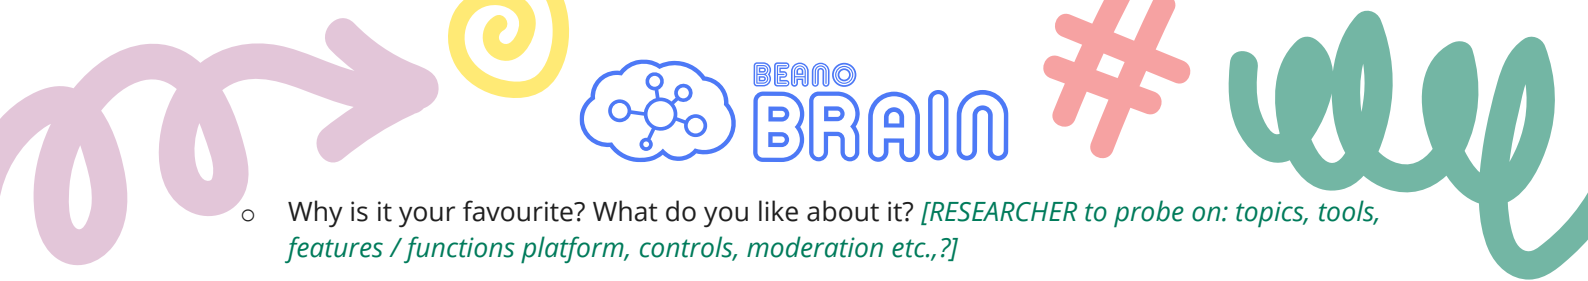 BEANO
BRAIN
o Why is it your favourite? What do you like about it? [RESEARCHER to probe on: topics, tools,
features / functions platform, controls, moderation etc.,?]